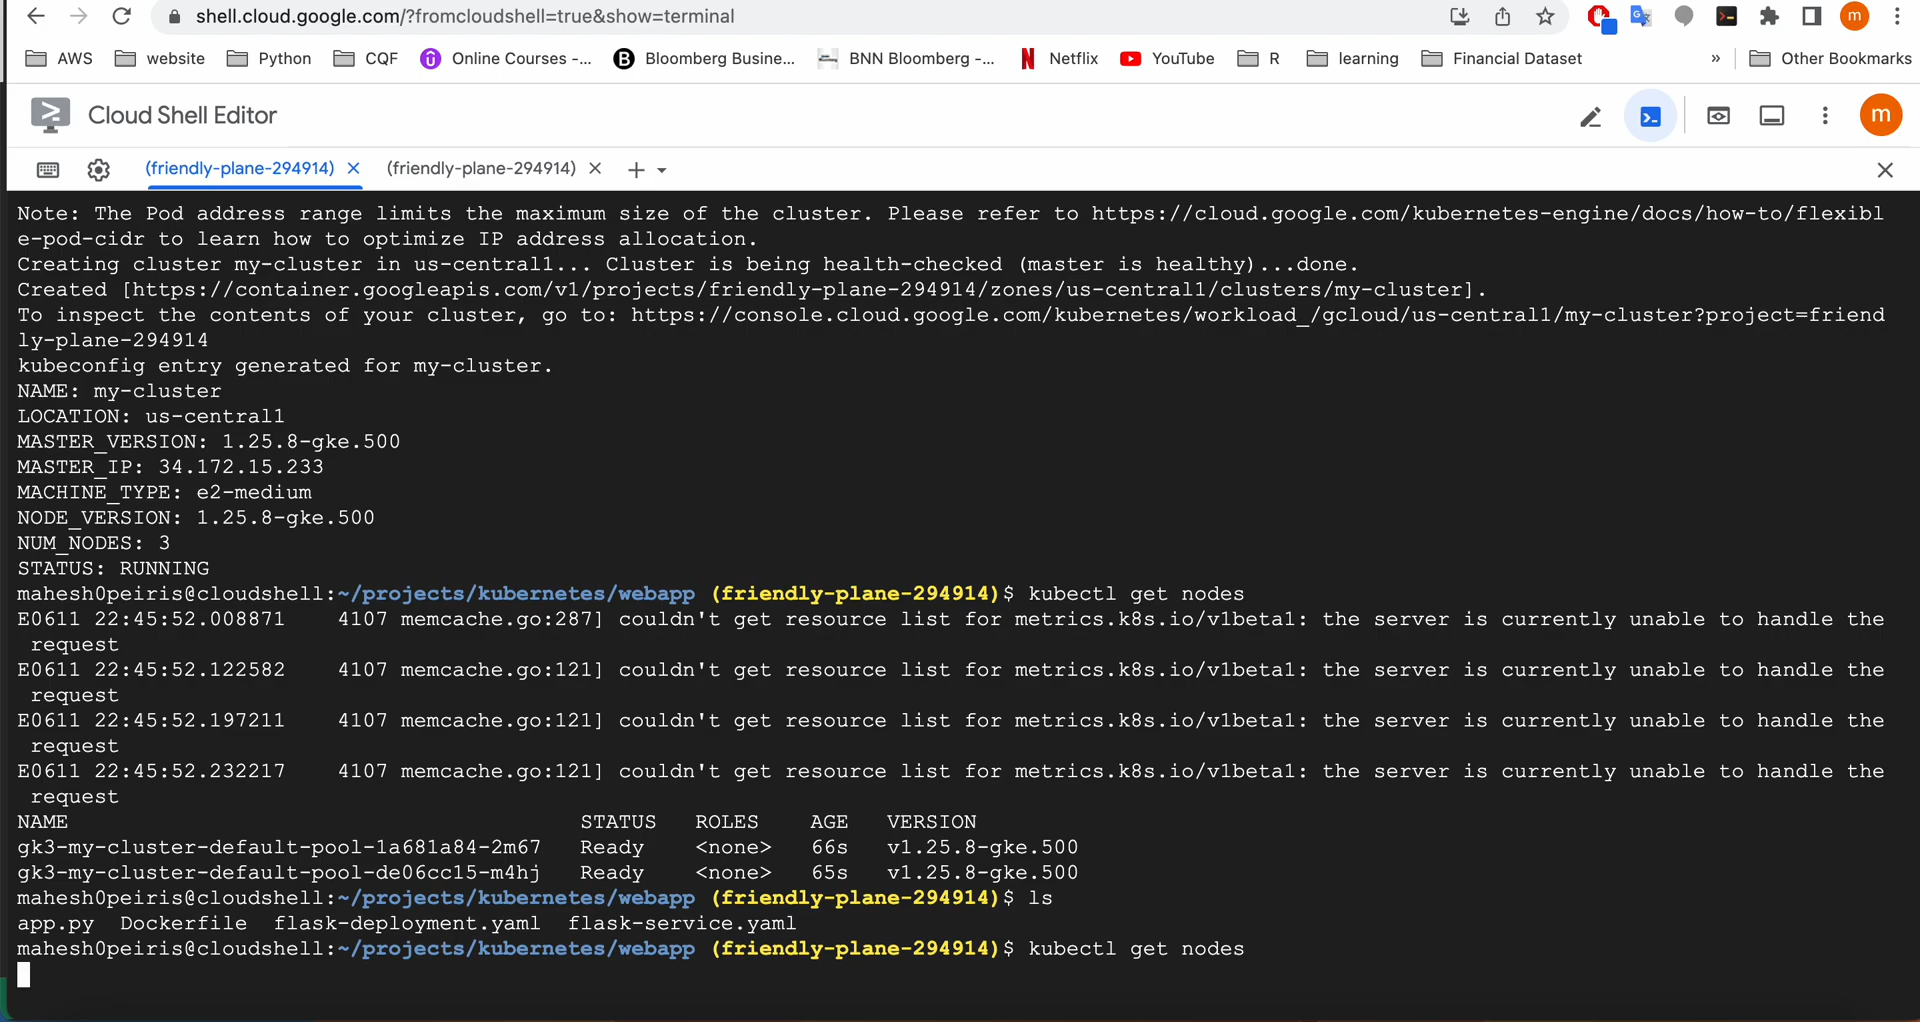 shell.cloud.google.com/?fromcloudshell=true&show=terminal
m
AWS website Python CQF Online Courses -... Bloomberg Busine... BNN Bloomberg -... Netflix YouTube R learning Financial Dataset » Other Bookmarks
Cloud Shell Editor
m
(friendly-plane-294914) (friendly-plane-294914)
Note: The Pod address range limits the maximum size of the cluster. Please refer to https://cloud.google.com/kubernetes-engine/docs/how-to/flexibl
e-pod-cidr to learn how to optimize IP address allocation.
Creating cluster my-cluster in us-central1... Cluster is being health-checked (master is healthy)...done.
Created [https://container.googleapis.com/v1/projects/friendly-plane-294914/zones/us-central1/clusters/my-cluster].
To inspect the contents of your cluster, go to: https://console.cloud.google.com/kubernetes/workload_/gcloud/us-central1/my-cluster?project=friend
ly-plane-294914
kubeconfig entry generated for my-cluster.
NAME: my-cluster
LOCATION: us-central1
MASTER_VERSION: 1.25.8-gke.500
MASTER_IP: 34.172.15.233
MACHINE_TYPE: e2-medium
NODE_VERSION: 1.25.8-gke.500
NUM_NODES: 3
STATUS: RUNNING
mahesh0peiris@cloudshell:~/projects/kubernetes/webapp (friendly-plane-294914)$ kubectl get nodes
E0611 22:45:52.008871 4107 memcache.go:287] couldn't get resource list for metrics.k8s.io/v1beta1: the server is currently unable to handle the
request
E0611 22:45:52.122582 4107 memcache.go:121] couldn't get resource list for metrics.k8s.io/v1beta1: the server is currently unable to handle the
request
E0611 22:45:52.197211 4107 memcache.go:121] couldn't get resource list for metrics.k8s.io/v1beta1: the server is currently unable to handle the
request
E0611 22:45:52.232217 4107 memcache.go:121] couldn't get resource list for metrics.k8s.io/v1beta1: the server is currently unable to handle the
request
NAME STATUS ROLES AGE VERSION
gk3-my-cluster-default-pool-1a681a84-2m67 Ready <none> 66s v1.25.8-gke.500
gk3-my-cluster-default-pool-de06cc15-m4hj Ready <none> 65s v1.25.8-gke.500
mahesh0peiris@cloudshell:~/projects/kubernetes/webapp (friendly-plane-294914)$ ls
app.py Dockerfile flask-deployment.yaml flask-service.yaml
mahesh0peiris@cloudshell:~/projects/kubernetes/webapp (friendly-plane-294914)$ kubectl get nodes